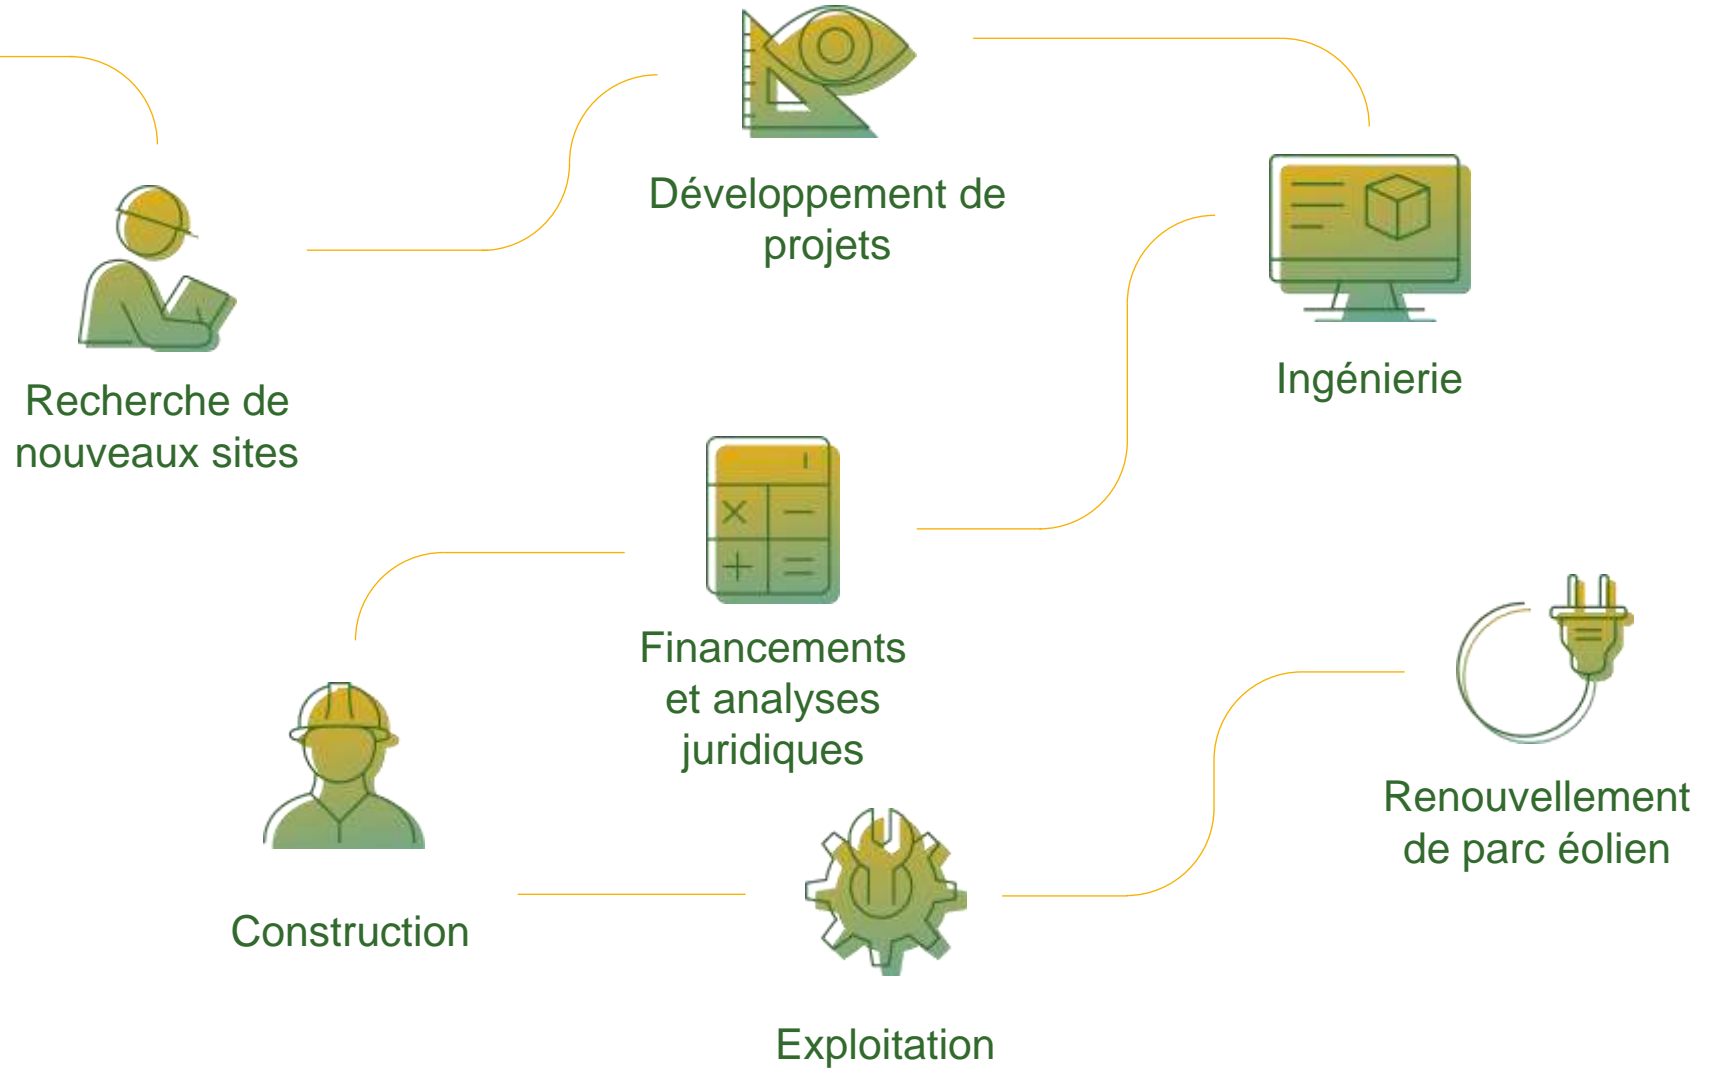 Recherche de
nouveaux sites
Développement de
projets
Ingénierie
Financements
et analyses
juridiques
Construction
Exploitation
Renouvellement
de parc éolien